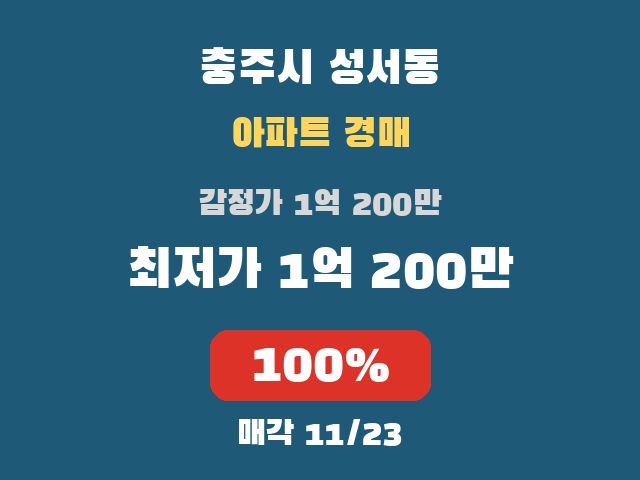 충주시 성서동
아파트 경매
감정가 1억 200만
최저가 1억 200만
100%
매각 11/23